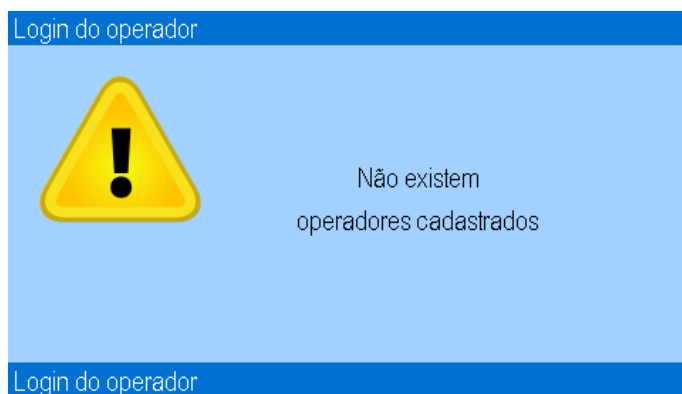 Login do operador
Não existem
operadores cadastrados
Login do operador